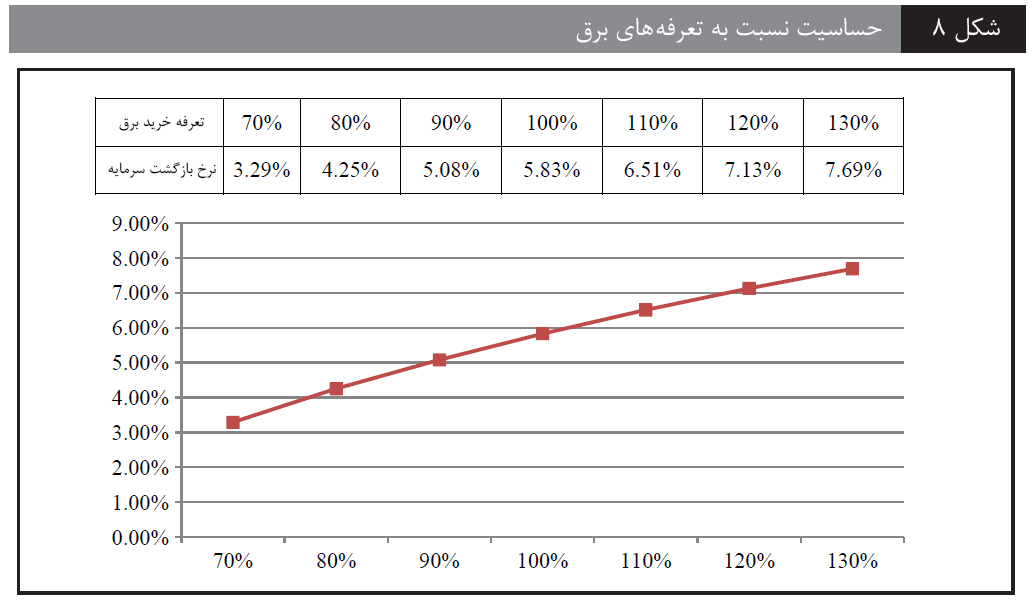 شکل ۸
حساسیت نسبت به تعرفه‌های برق
تعرفه خرید برق 70% 80% 90% 100% 110% 120% 130%
نرخ بازگشت سرمایه 3.29% 4.25% 5.08% 5.83% 6.51% 7.13% 7.69%
9.00%
8.00%
7.00%
6.00%
5.00%
4.00%
3.00%
2.00%
1.00%
0.00%
70% 80% 90% 100% 110% 120% 130%